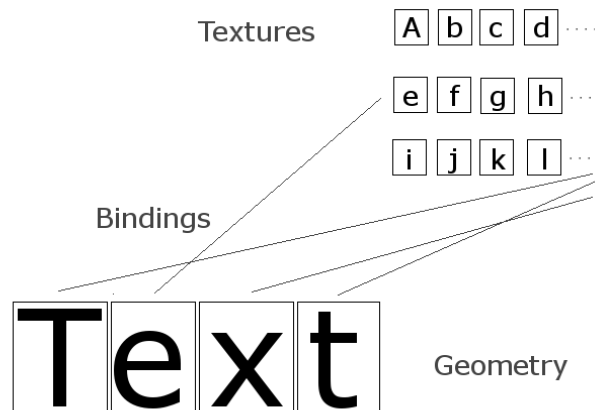 Textures A b c d .....
e f g h ...
i j k l ....
Bindings
Text
Geometry